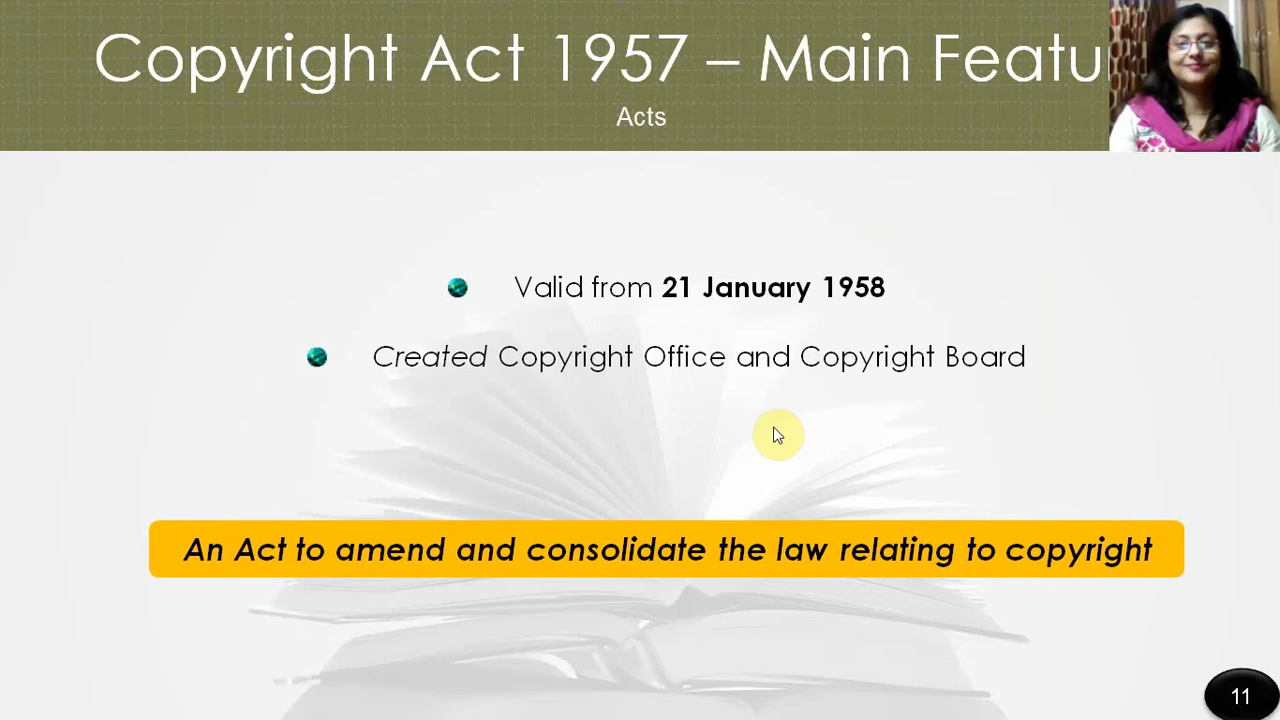 Copyright Act 1957 – Main Featu
Acts
Valid from 21 January 1958
Created Copyright Office and Copyright Board
An Act to amend and consolidate the law relating to copyright
11